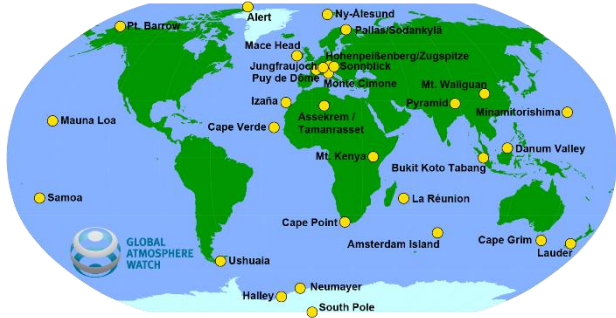 Alert
Ny-Ålesund
Pt. Barrow
Pallas/Sodankylä
Mace Head
Hohenpeißenberg/Zugspitze
Jungfraujoch
Sonnblick
Puy de Dôme
Monte Cimone
Mt. Waliguan
Izaña
Pyramid
Minamitorishima
Assekrem /
Tamanrasset
Mauna Loa
Cape Verde
Danum Valley
Mt. Kenya
Bukit Koto Tabang
Samoa
La Réunion
Cape Point
Amsterdam Island
Cape Grim
Lauder
GLOBAL
ATMOSPHERE
WATCH
Ushuaia
Neumayer
Halley
South Pole